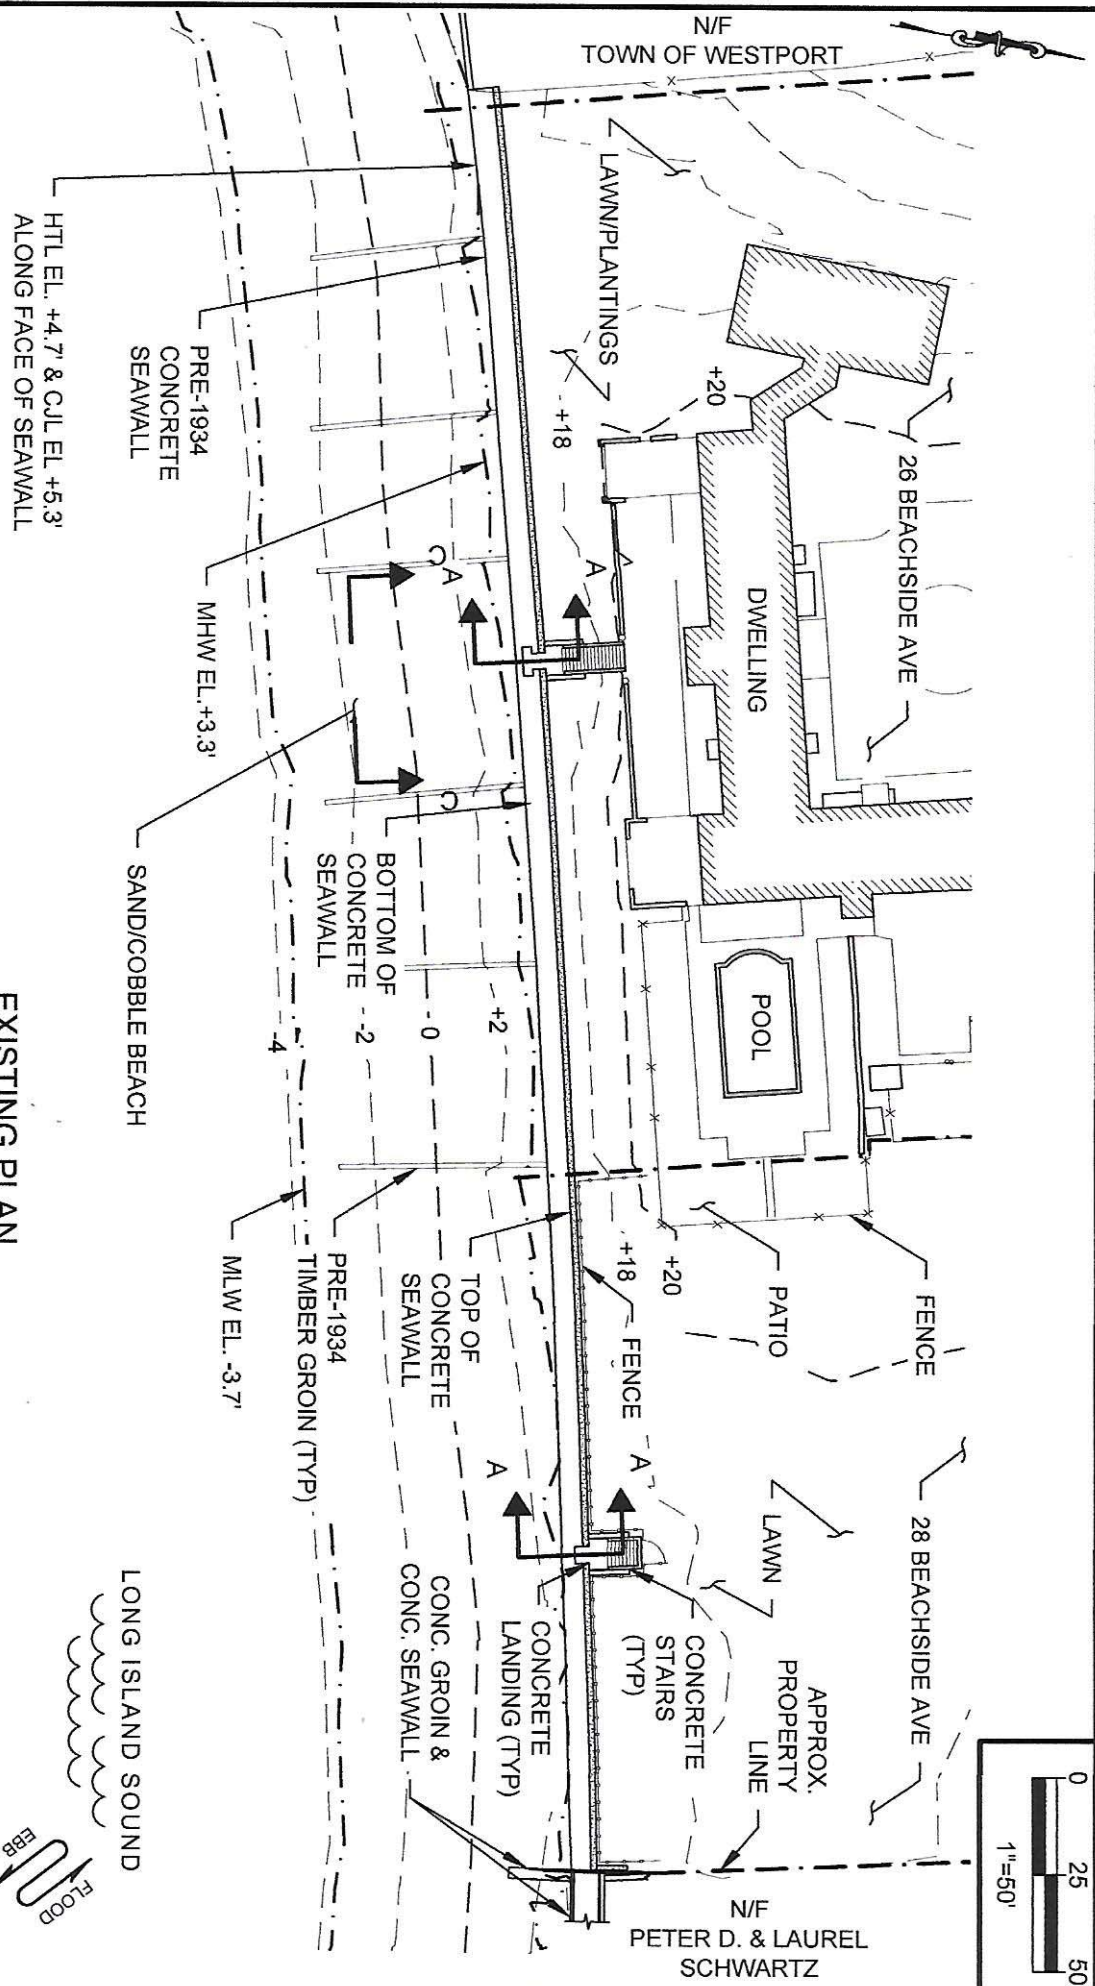 N/F
TOWN OF WESTPORT
LAWN/PLANTINGS
+20
+18
26 BEACHSIDE AVE
DWELLING
HTL EL. +4.7' & CJL EL +5.3'
ALONG FACE OF SEAWALL
PRE-1934
CONCRETE
SEAWALL
MHW EL.+3.3'
A
A
C
C
SAND/COBBLE BEACH
BOTTOM OF
CONCRETE
SEAWALL
POOL
+2
0
-2
-4
PRE-1934
TIMBER GROIN (TYP)
MLW EL. -3.7'
TOP OF
CONCRETE
SEAWALL
+18
+20
FENCE
PATIO
FENCE
28 BEACHSIDE AVE
LAWN
A
A
CONCRETE
STAIRS
(TYP)
CONCRETE
LANDING (TYP)
CONC. GROIN &
CONC. SEAWALL
APPROX.
PROPERTY
LINE
N/F
PETER D. & LAUREL
SCHWARTZ
LONG ISLAND SOUND
EBB
FLOOD
0 25 50
1"=50'
EXISTING PLAN